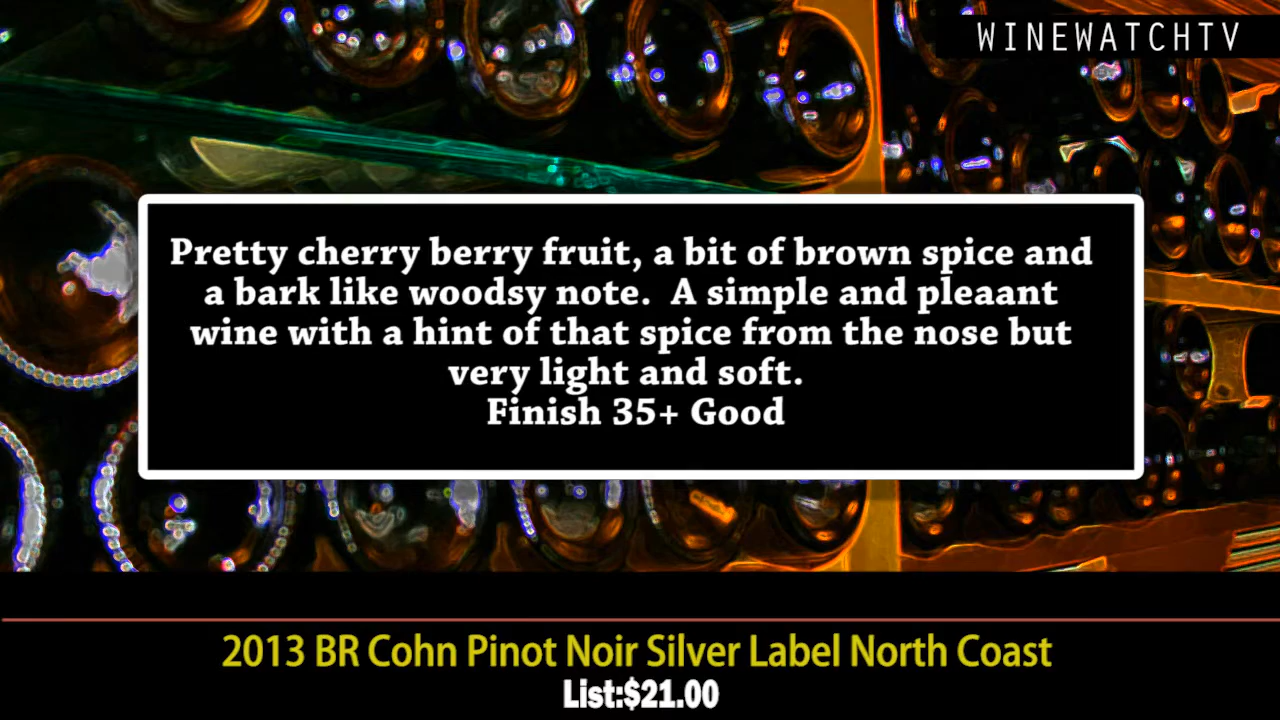 WINEWATCHTV
Pretty cherry berry fruit, a bit of brown spice and
a bark like woodsy note.  A simple and pleaant
wine with a hint of that spice from the nose but
very light and soft.
Finish 35+ Good
2013 BR Cohn Pinot Noir Silver Label North Coast
List:$21.00